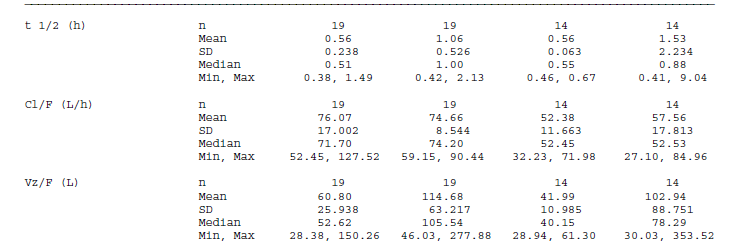 t 1/2 (h) n 19 19 14 14
Mean 0.56 1.06 0.56 1.53
SD 0.238 0.526 0.063 2.234
Median 0.51 1.00 0.55 0.88
Min, Max 0.38, 1.49 0.42, 2.13 0.46, 0.67 0.41, 9.04
Cl/F (L/h) n 19 19 14 14
Mean 76.07 74.66 52.38 57.56
SD 17.002 8.544 11.663 17.813
Median 71.70 74.20 52.45 52.53
Min, Max 52.45, 127.52 59.15, 90.44 32.23, 71.98 27.10, 84.96
Vz/F (L) n 19 19 14 14
Mean 60.80 114.68 41.99 102.94
SD 25.938 63.217 10.985 88.751
Median 52.62 105.54 40.15 78.29
Min, Max 28.38, 150.26 46.03, 277.88 28.94, 61.30 30.03, 353.52